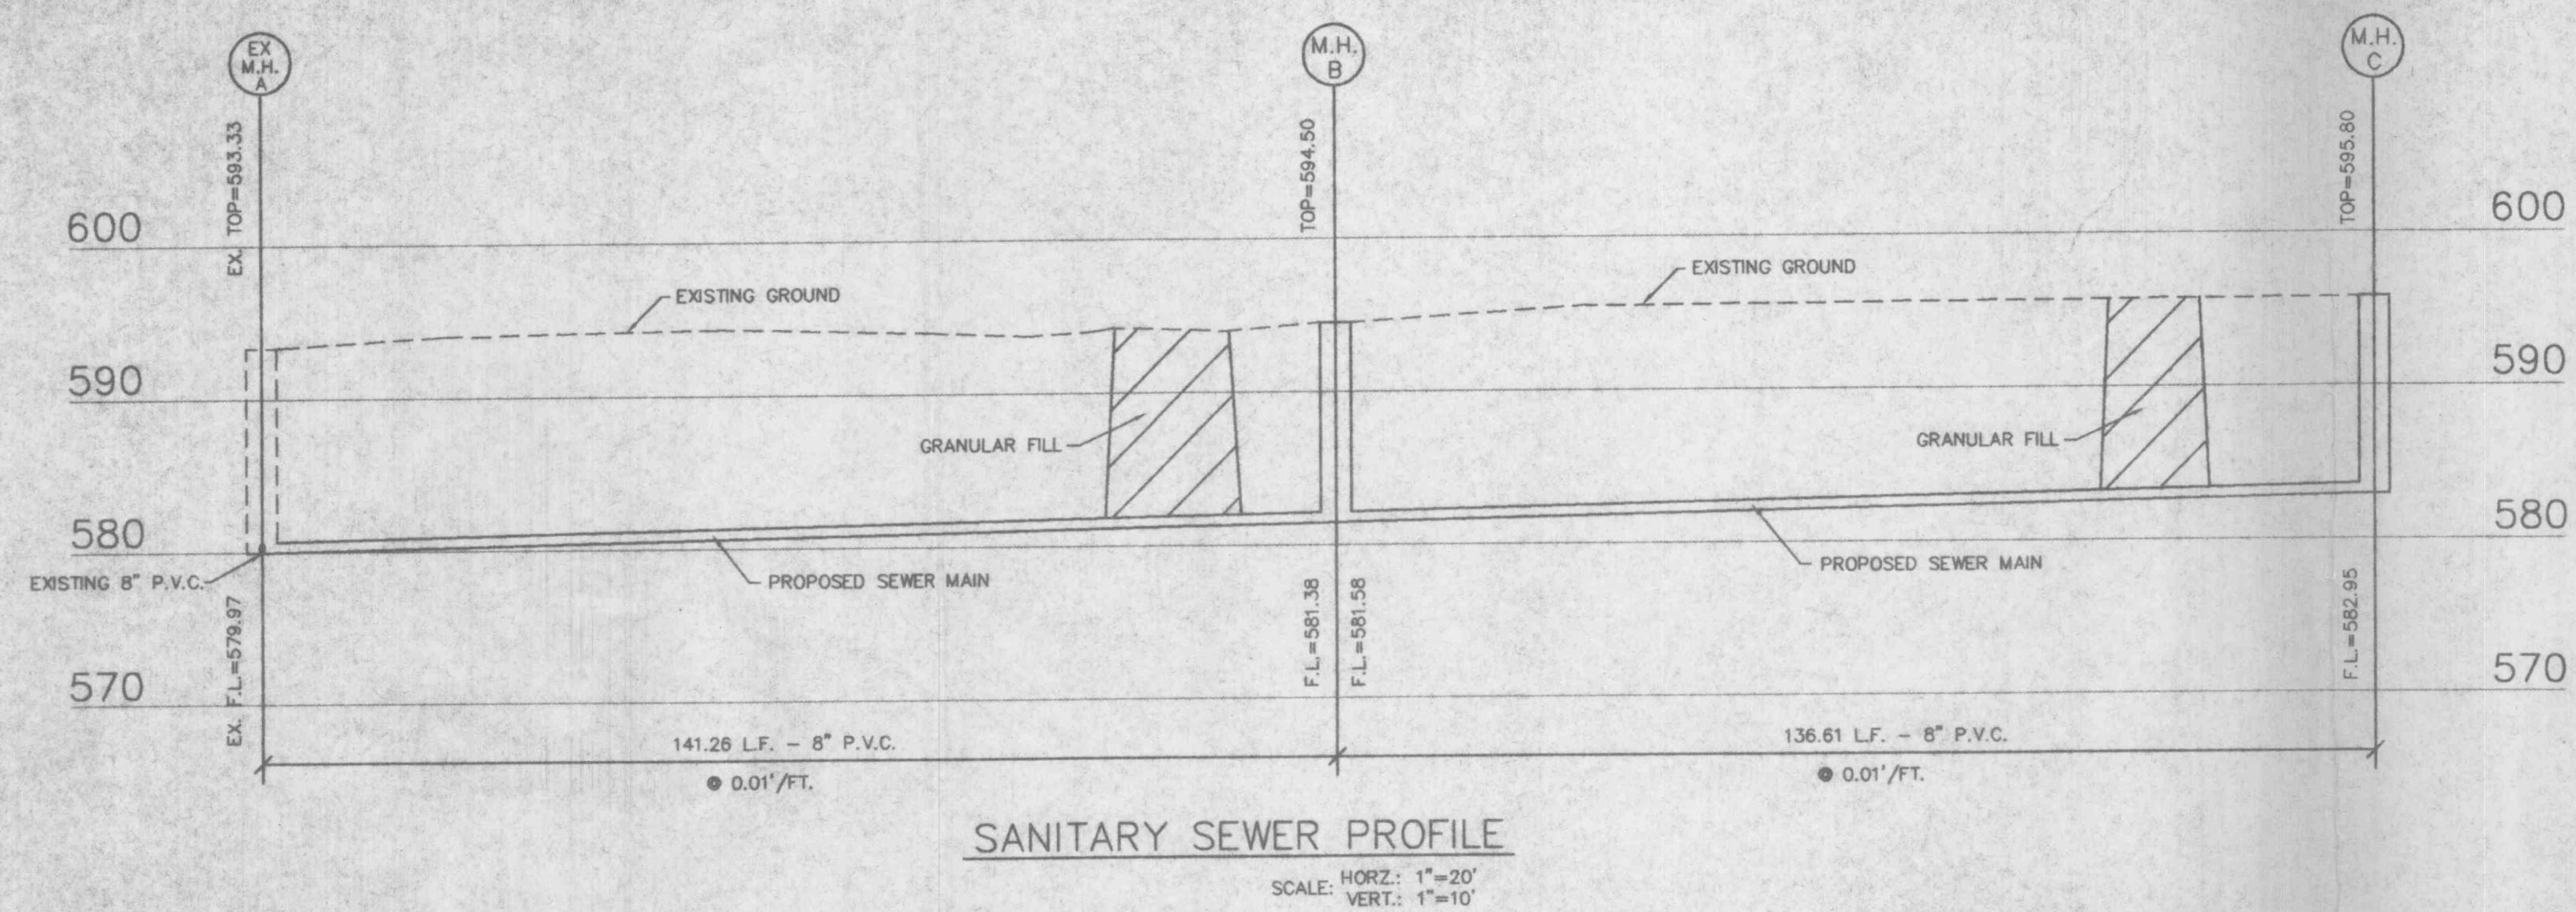 EX
M.H.
A
M.H.
B
M.H.
C
EX. TOP=593.33
TOP=594.50
TOP=595.80
600
600
EXISTING GROUND
EXISTING GROUND
590
590
GRANULAR FILL
GRANULAR FILL
580
580
EXISTING 8" P.V.C.
PROPOSED SEWER MAIN
PROPOSED SEWER MAIN
EX. F.L.=579.97
F.L.=581.38
F.L.=581.58
F.L.=582.95
570
570
141.26 L.F. - 8" P.V.C.
@ 0.01'/FT.
136.61 L.F. - 8" P.V.C.
@ 0.01'/FT.
SANITARY SEWER PROFILE
SCALE: HORZ.: 1"=20'
VERT.: 1"=10'